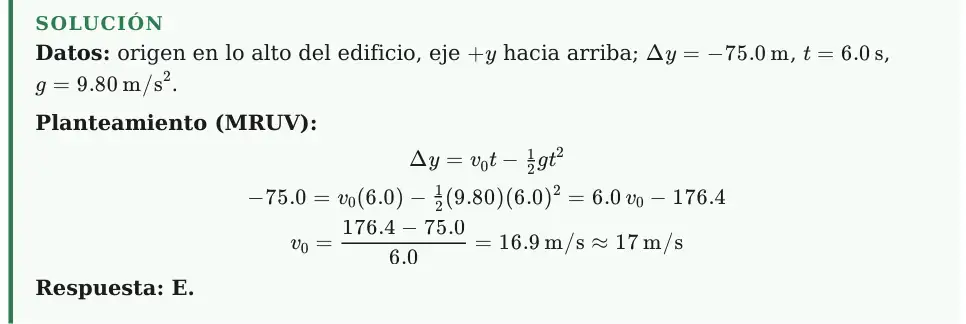 SOLUCIÓN
Datos: origen en lo alto del edificio, eje +y hacia arriba; Δy = −75.0 m, t = 6.0 s,
g = 9.80 m/s².
Planteamiento (MRUV):
Δy = v₀t − ½gt²
−75.0 = v₀(6.0) − ½(9.80)(6.0)² = 6.0 v₀ − 176.4
v₀ = (176.4 − 75.0)/6.0 = 16.9 m/s ≈ 17 m/s
Respuesta: E.